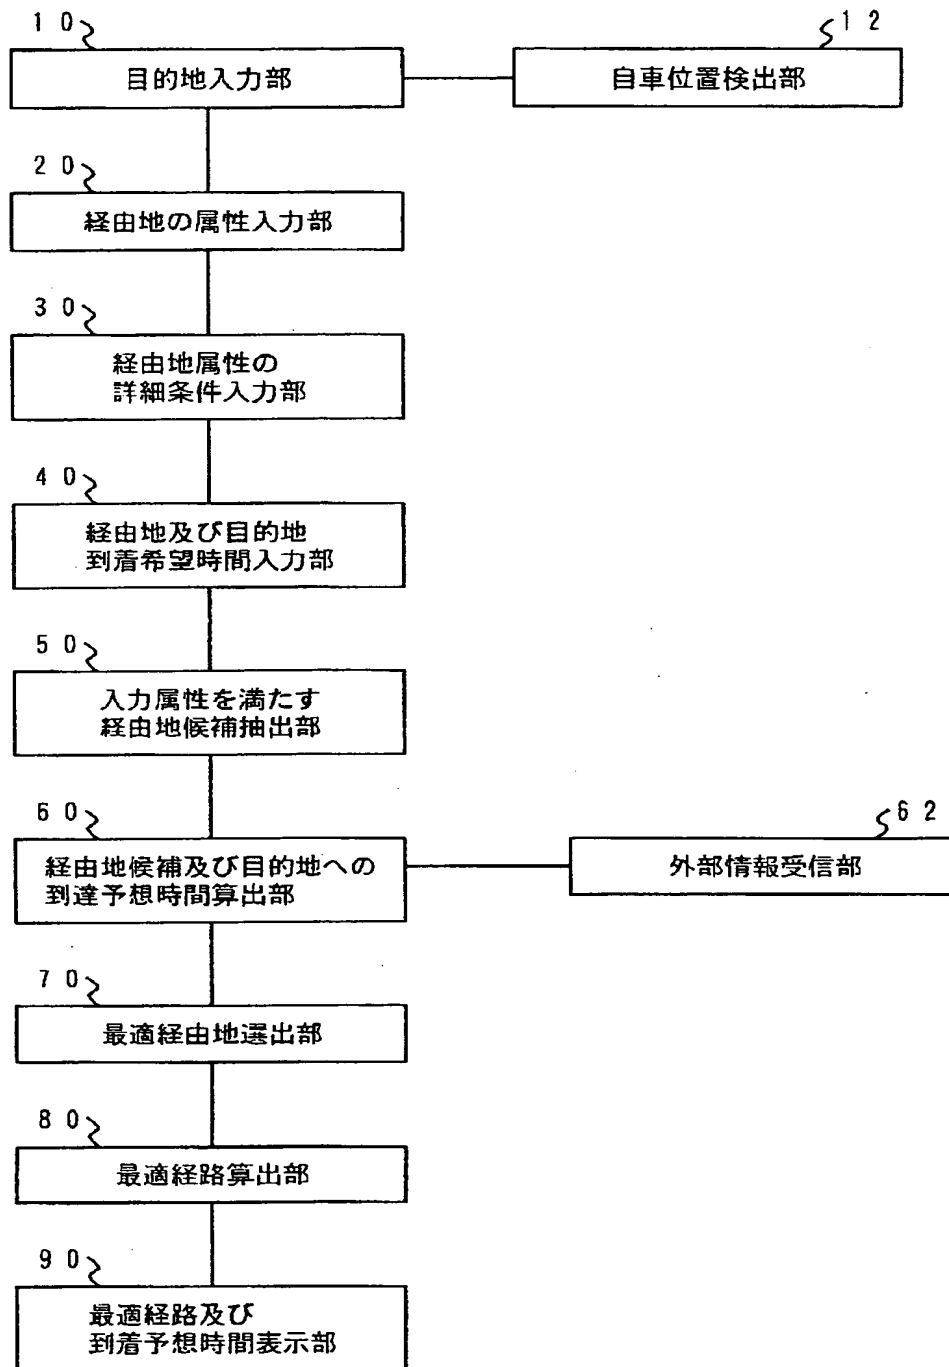 10
12
目的地入力部
自車位置検出部
20
経由地の属性入力部
30
経由地属性の
詳細条件入力部
40
経由地及び目的地
到着希望時間入力部
50
入力属性を満たす
経由地候補抽出部
60
62
経由地候補及び目的地への
到達予想時間算出部
外部情報受信部
70
最適経由地選出部
80
最適経路算出部
90
最適経路及び
到着予想時間表示部